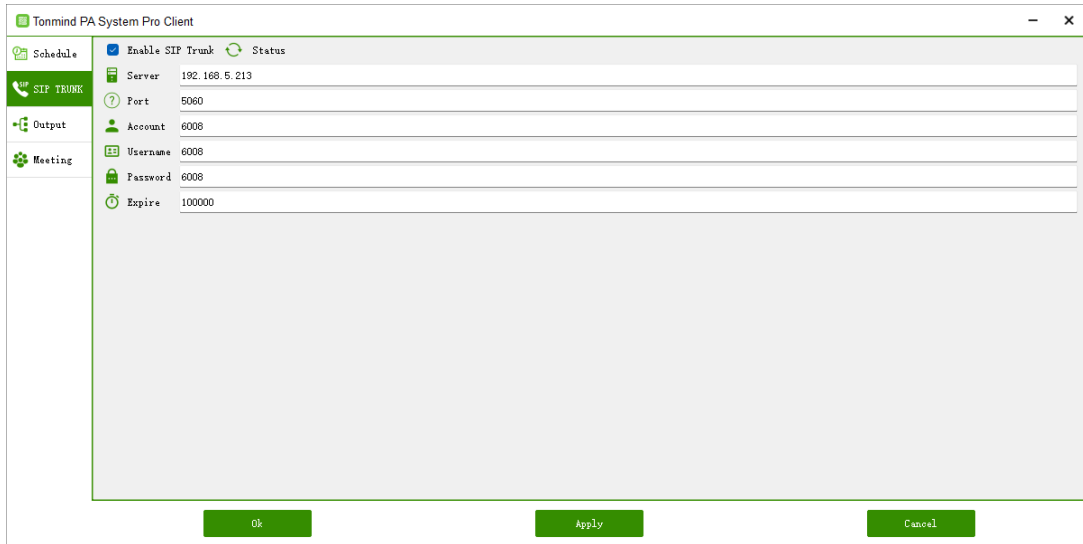 Tonmind PA System Pro Client
Schedule
Enable SIP Trunk Status
Server 192.168.5.213
SIP
SIP TRUNK
Port 5060
Output
Account 6008
Username 6008
Meeting
Password 6008
Expire 100000
Ok Apply Cancel